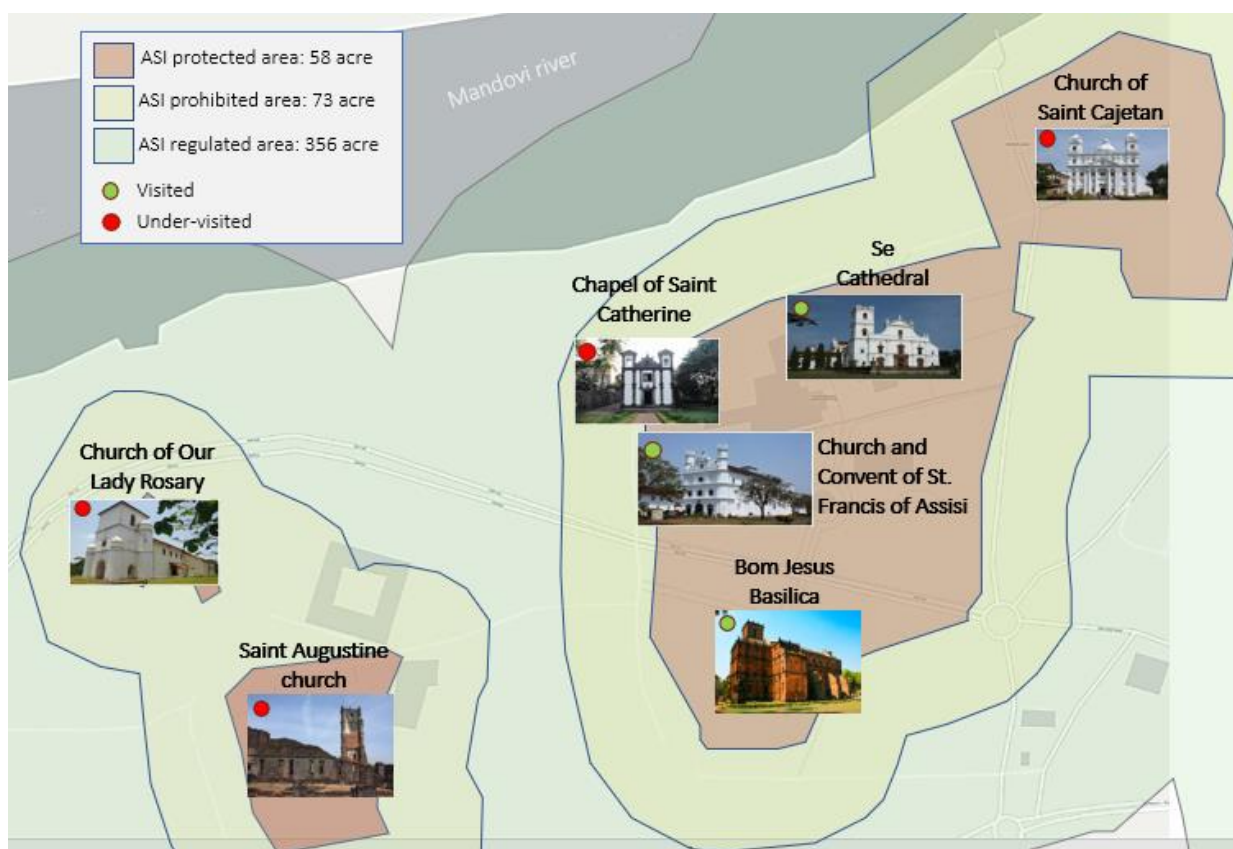 ASI protected area: 58 acre
ASI prohibited area: 73 acre
ASI regulated area: 356 acre
Visited
Under-visited
Mandovi river
Church of
Saint Cajetan
Se
Cathedral
Chapel of Saint
Catherine
Church of Our
Lady Rosary
Church and
Convent of St.
Francis of Assisi
Bom Jesus
Basilica
Saint Augustine
church